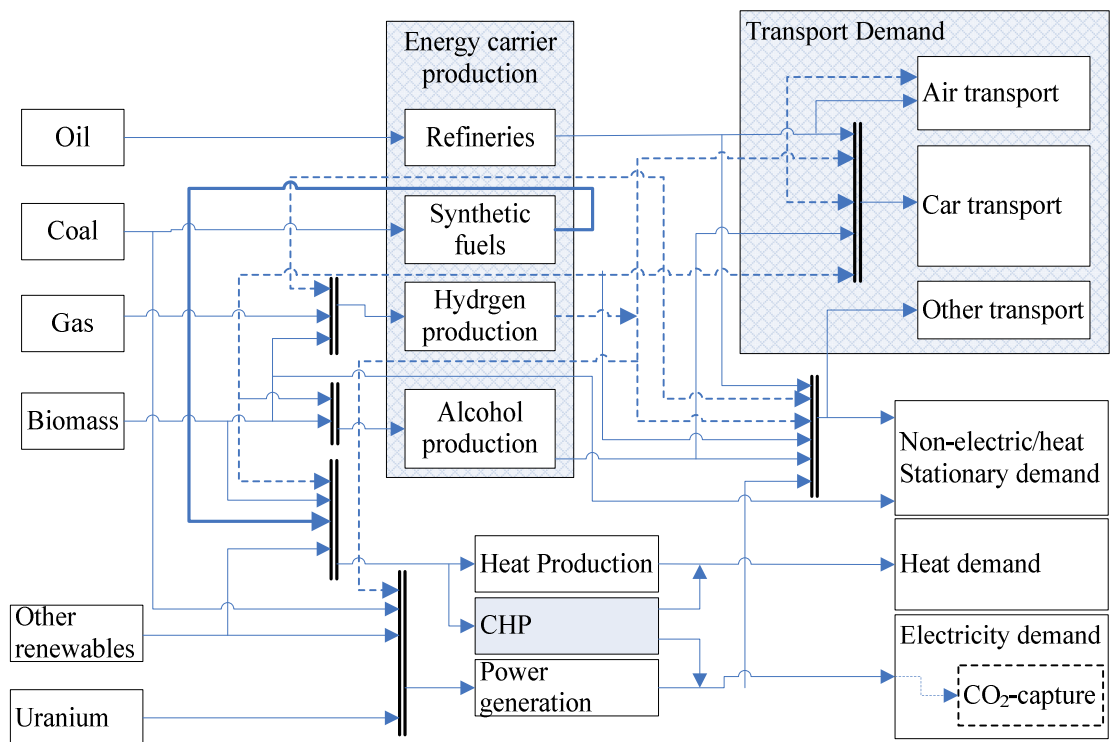 Energy carrier
production
Transport Demand
Oil
Refineries
Air transport
Coal
Synthetic
fuels
Car transport
Gas
Hydrgen
production
Other transport
Biomass
Alcohol
production
Non-electric/heat
Stationary demand
Heat Production
Heat demand
Other
renewables
CHP
Electricity demand
Uranium
Power
generation
CO₂-capture